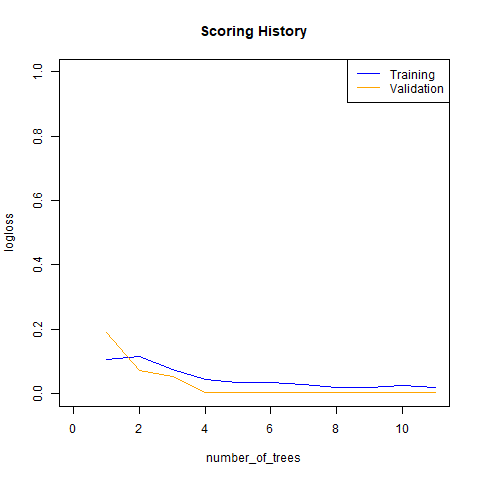 Scoring History
Training
Validation
logloss
1.0
0.8
0.6
0.4
0.2
0.0
0 2 4 6 8 10
number_of_trees